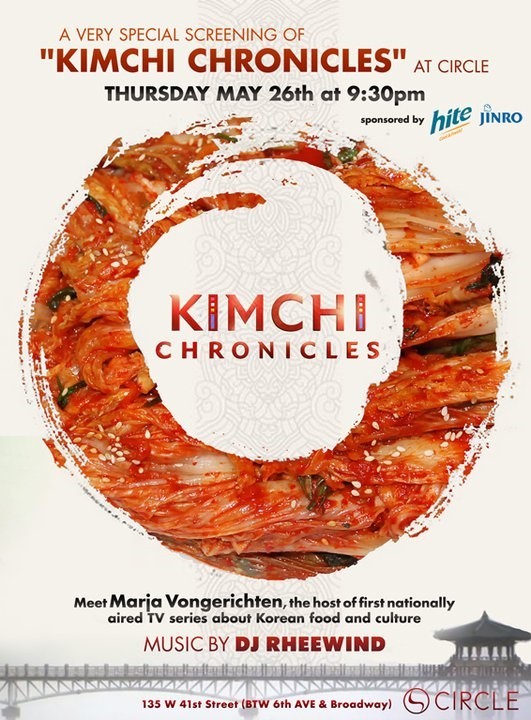 A VERY SPECIAL SCREENING OF
"KIMCHI CHRONICLES" AT CIRCLE
THURSDAY MAY 26th at 9:30pm
sponsored by hite JINRO
KIMCHI
CHRONICLES
Meet Marja Vongerichten, the host of first nationally
aired TV series about Korean food and culture
MUSIC BY DJ RHEEWIND
135 W 41st Street (BTW 6th AVE & Broadway) CIRCLE